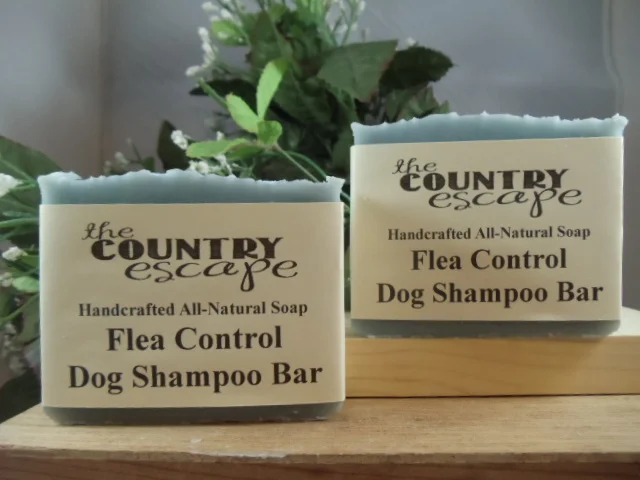 the
COUNTRY
escape
Handcrafted All-Natural Soap
Flea Control
Dog Shampoo Bar
the
COUNTRY
escape
Handcrafted All-Natural Soap
Flea Control
Dog Shampoo Bar